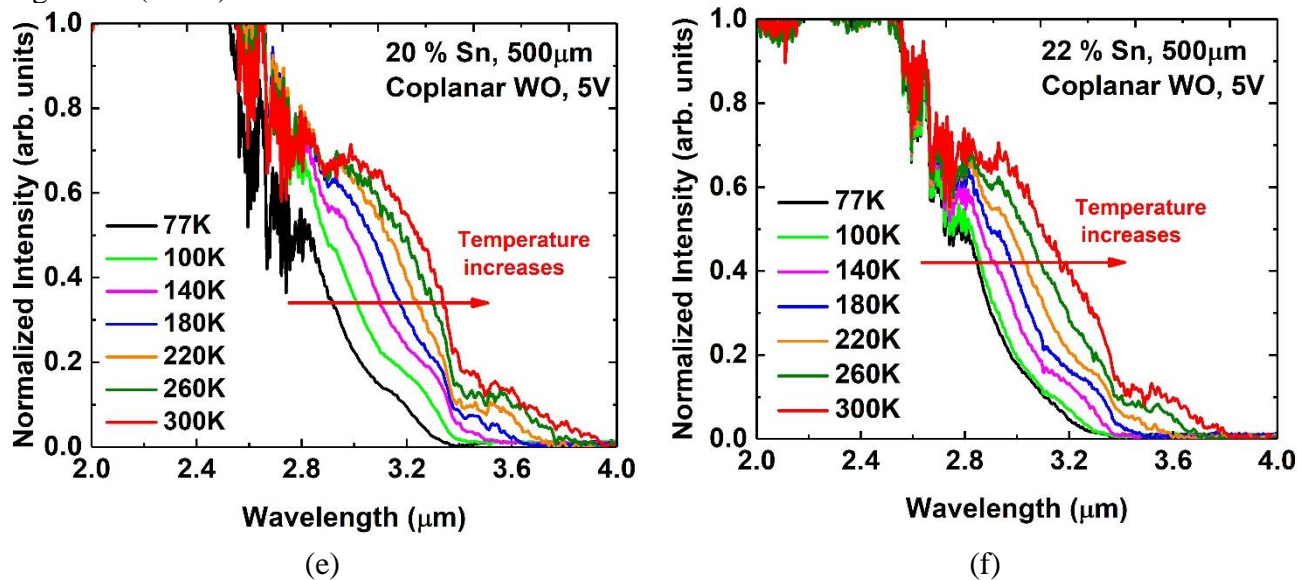 1.0
0.8
0.6
0.4
0.2
0.0
Normalized Intensity (arb. units)
20 % Sn, 500μm
Coplanar WO, 5V
77K
100K
140K
180K
220K
260K
300K
Temperature
increases
2.0 2.4 2.8 3.2 3.6 4.0
Wavelength (μm)
(e)
1.0
0.8
0.6
0.4
0.2
0.0
Normalized Intensity (arb. units)
22 % Sn, 500μm
Coplanar WO, 5V
77K
100K
140K
180K
220K
260K
300K
Temperature
increases
2.0 2.4 2.8 3.2 3.6 4.0
Wavelength (μm)
(f)